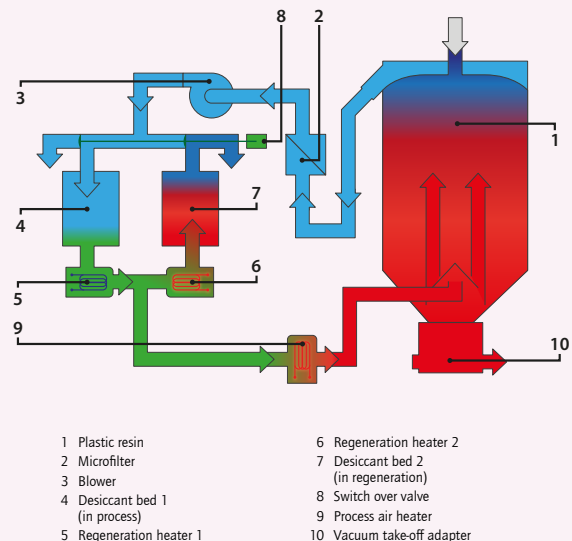 8
2
3
1
4
7
5
6
9
10
1 Plastic resin
2 Microfilter
3 Blower
4 Desiccant bed 1
(in process)
5 Regeneration heater 1
6 Regeneration heater 2
7 Desiccant bed 2
(in regeneration)
8 Switch over valve
9 Process air heater
10 Vacuum take-off adapter